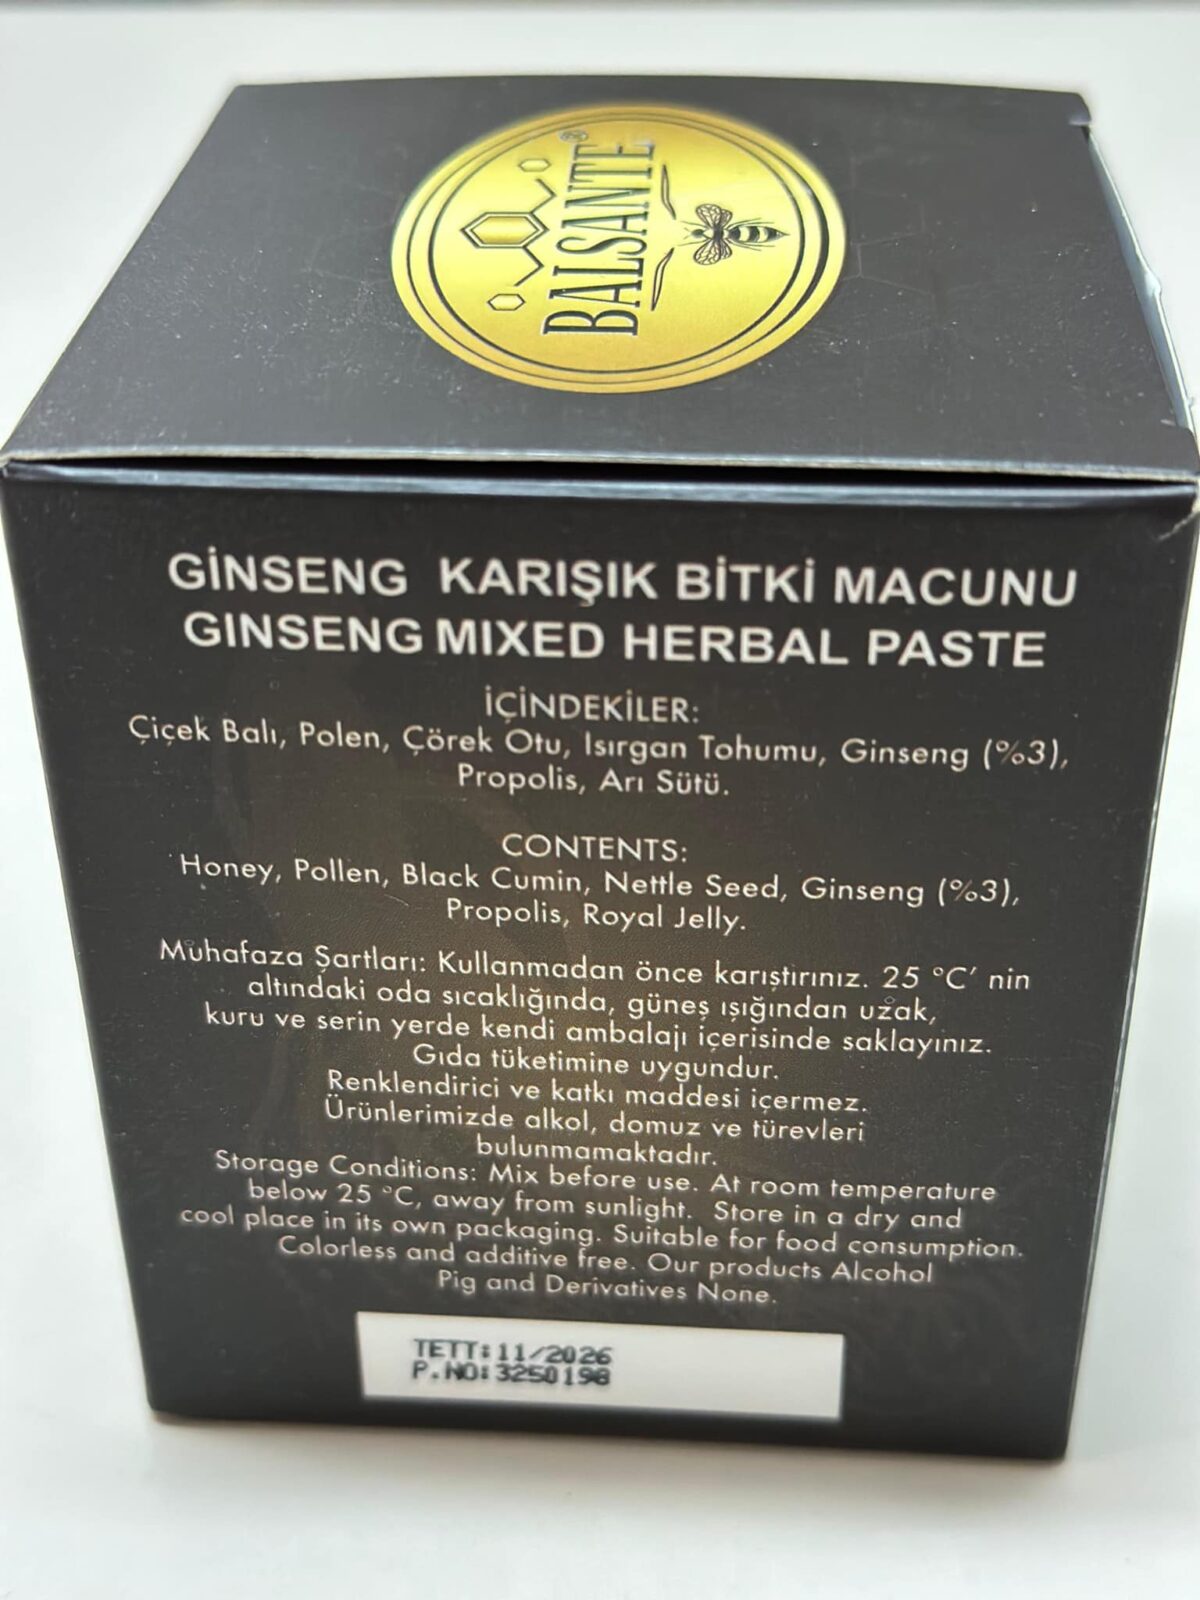 BALSANTE®
GİNSENG KARIŞIK BİTKİ MACUNU
GINSENG MIXED HERBAL PASTE
İÇİNDEKİLER:
Çiçek Balı, Polen, Çörek Otu, Isırgan Tohumu, Ginseng (%3),
Propolis, Arı Sütü.
CONTENTS:
Honey, Pollen, Black Cumin, Nettle Seed, Ginseng (%3),
Propolis, Royal Jelly.
Muhafaza Şartları: Kullanmadan önce karıştırınız. 25 °C' nin
altındaki oda sıcaklığında, güneş ışığından uzak,
kuru ve serin yerde kendi ambalajı içerisinde saklayınız.
Gıda tüketimine uygundur.
Renklendirici ve katkı maddesi içermez.
Ürünlerimizde alkol, domuz ve türevleri
bulunmamaktadır.
Storage Conditions: Mix before use. At room temperature
below 25 °C, away from sunlight. Store in a dry and
cool place in its own packaging. Suitable for food consumption.
Colorless and additive free. Our products Alcohol
Pig and Derivatives None.
TETT:11/2026
P.NO:3250198